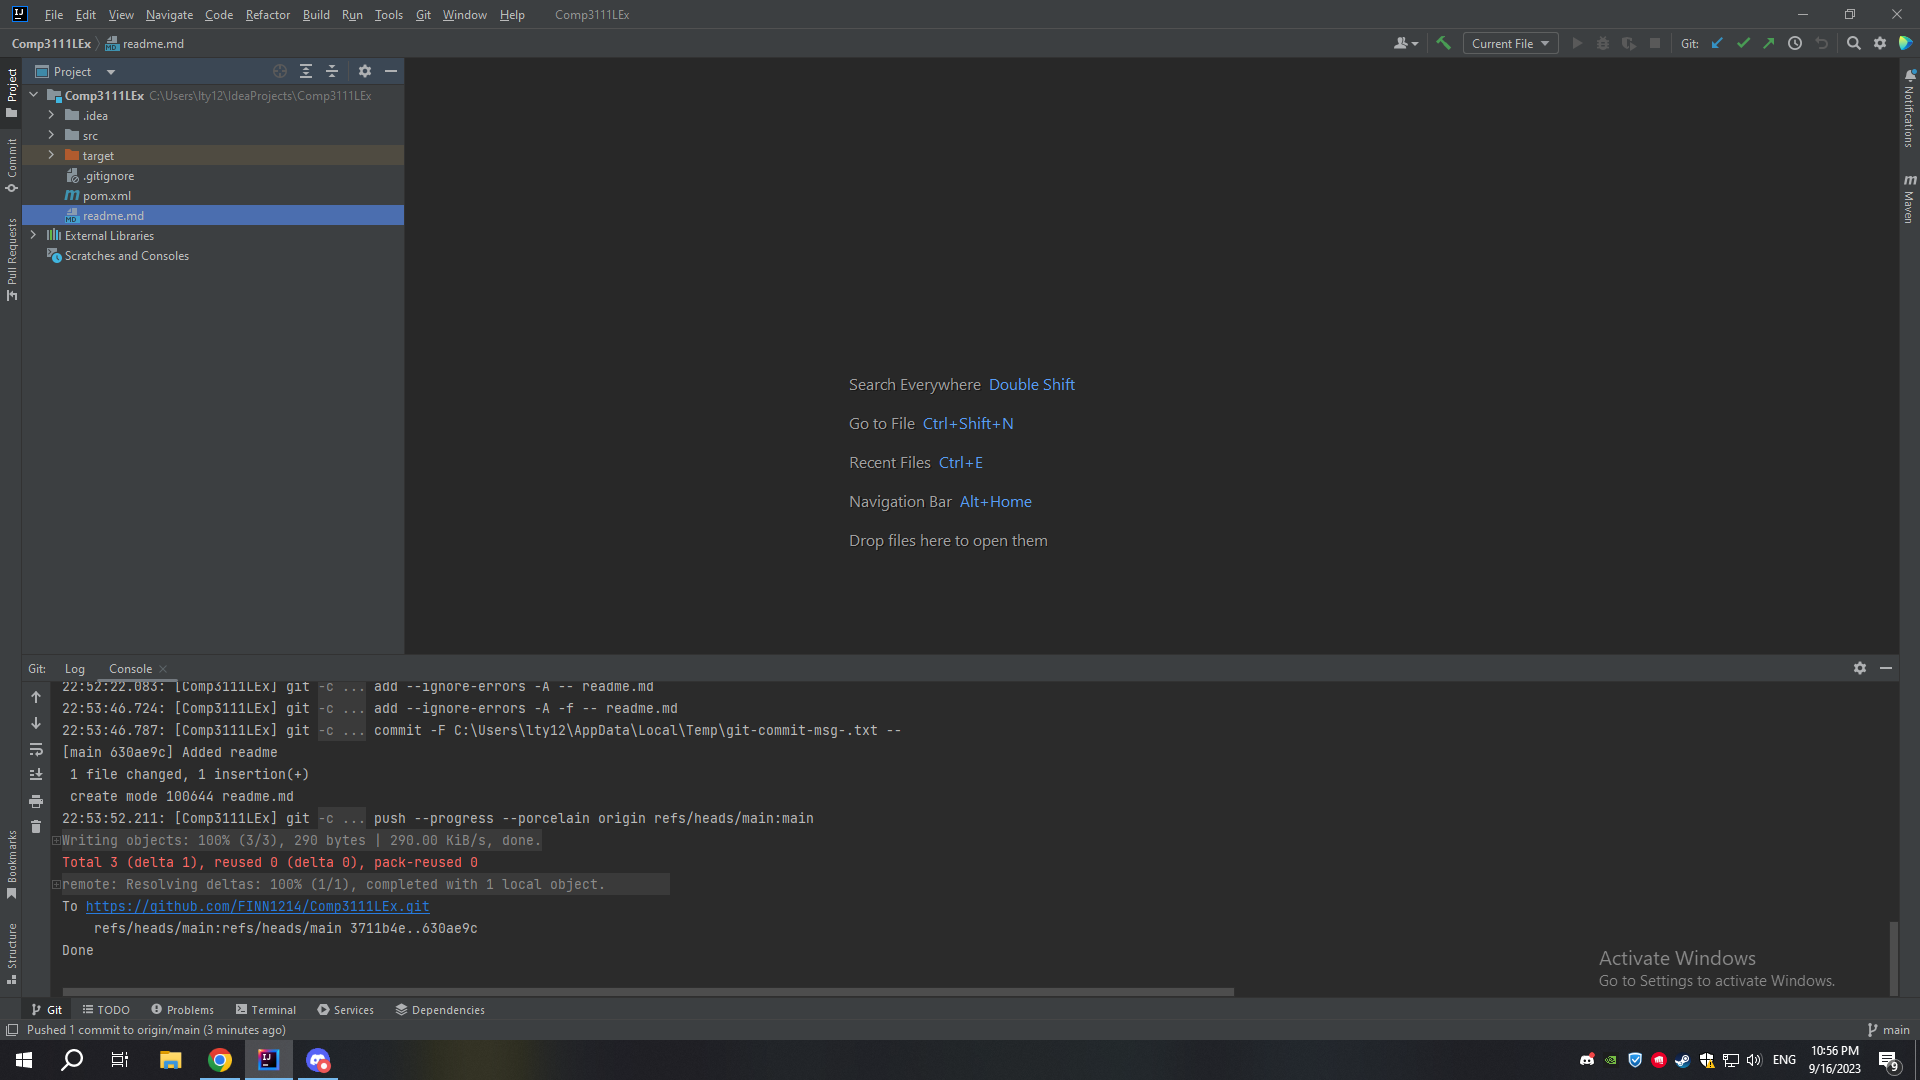 File Edit View Navigate Code Refactor Build Run Tools Git Window Help Comp3111LEx
Comp3111LEx readme.md
Current File
Git:
Project
Project
Commit
Pull Requests
Bookmarks
Structure
Comp3111LEx C:\Users\lty12\IdeaProjects\Comp3111LEx
.idea
src
target
.gitignore
pom.xml
readme.md
External Libraries
Scratches and Consoles
Search Everywhere Double Shift
Go to File Ctrl+Shift+N
Recent Files Ctrl+E
Navigation Bar Alt+Home
Drop files here to open them
Notifications
Maven
Git: Log Console
22:52:22.083: [Comp3111LEx] git -c ... add --ignore-errors -A -- readme.md
22:53:46.724: [Comp3111LEx] git -c ... add --ignore-errors -A -f -- readme.md
22:53:46.787: [Comp3111LEx] git -c ... commit -F C:\Users\lty12\AppData\Local\Temp\git-commit-msg-.txt --
[main 630ae9c] Added readme
1 file changed, 1 insertion(+)
create mode 100644 readme.md
22:53:52.211: [Comp3111LEx] git -c ... push --progress --porcelain origin refs/heads/main:main
Writing objects: 100% (3/3), 290 bytes | 290.00 KiB/s, done.
Total 3 (delta 1), reused 0 (delta 0), pack-reused 0
remote: Resolving deltas: 100% (1/1), completed with 1 local object.
To https://github.com/FINN1214/Comp3111LEx.git
refs/heads/main:refs/heads/main 3711b4e..630ae9c
Done
Activate Windows
Go to Settings to activate Windows.
Git TODO Problems Terminal Services Dependencies
Pushed 1 commit to origin/main (3 minutes ago)
main
ENG
10:56 PM
9/16/2023
9